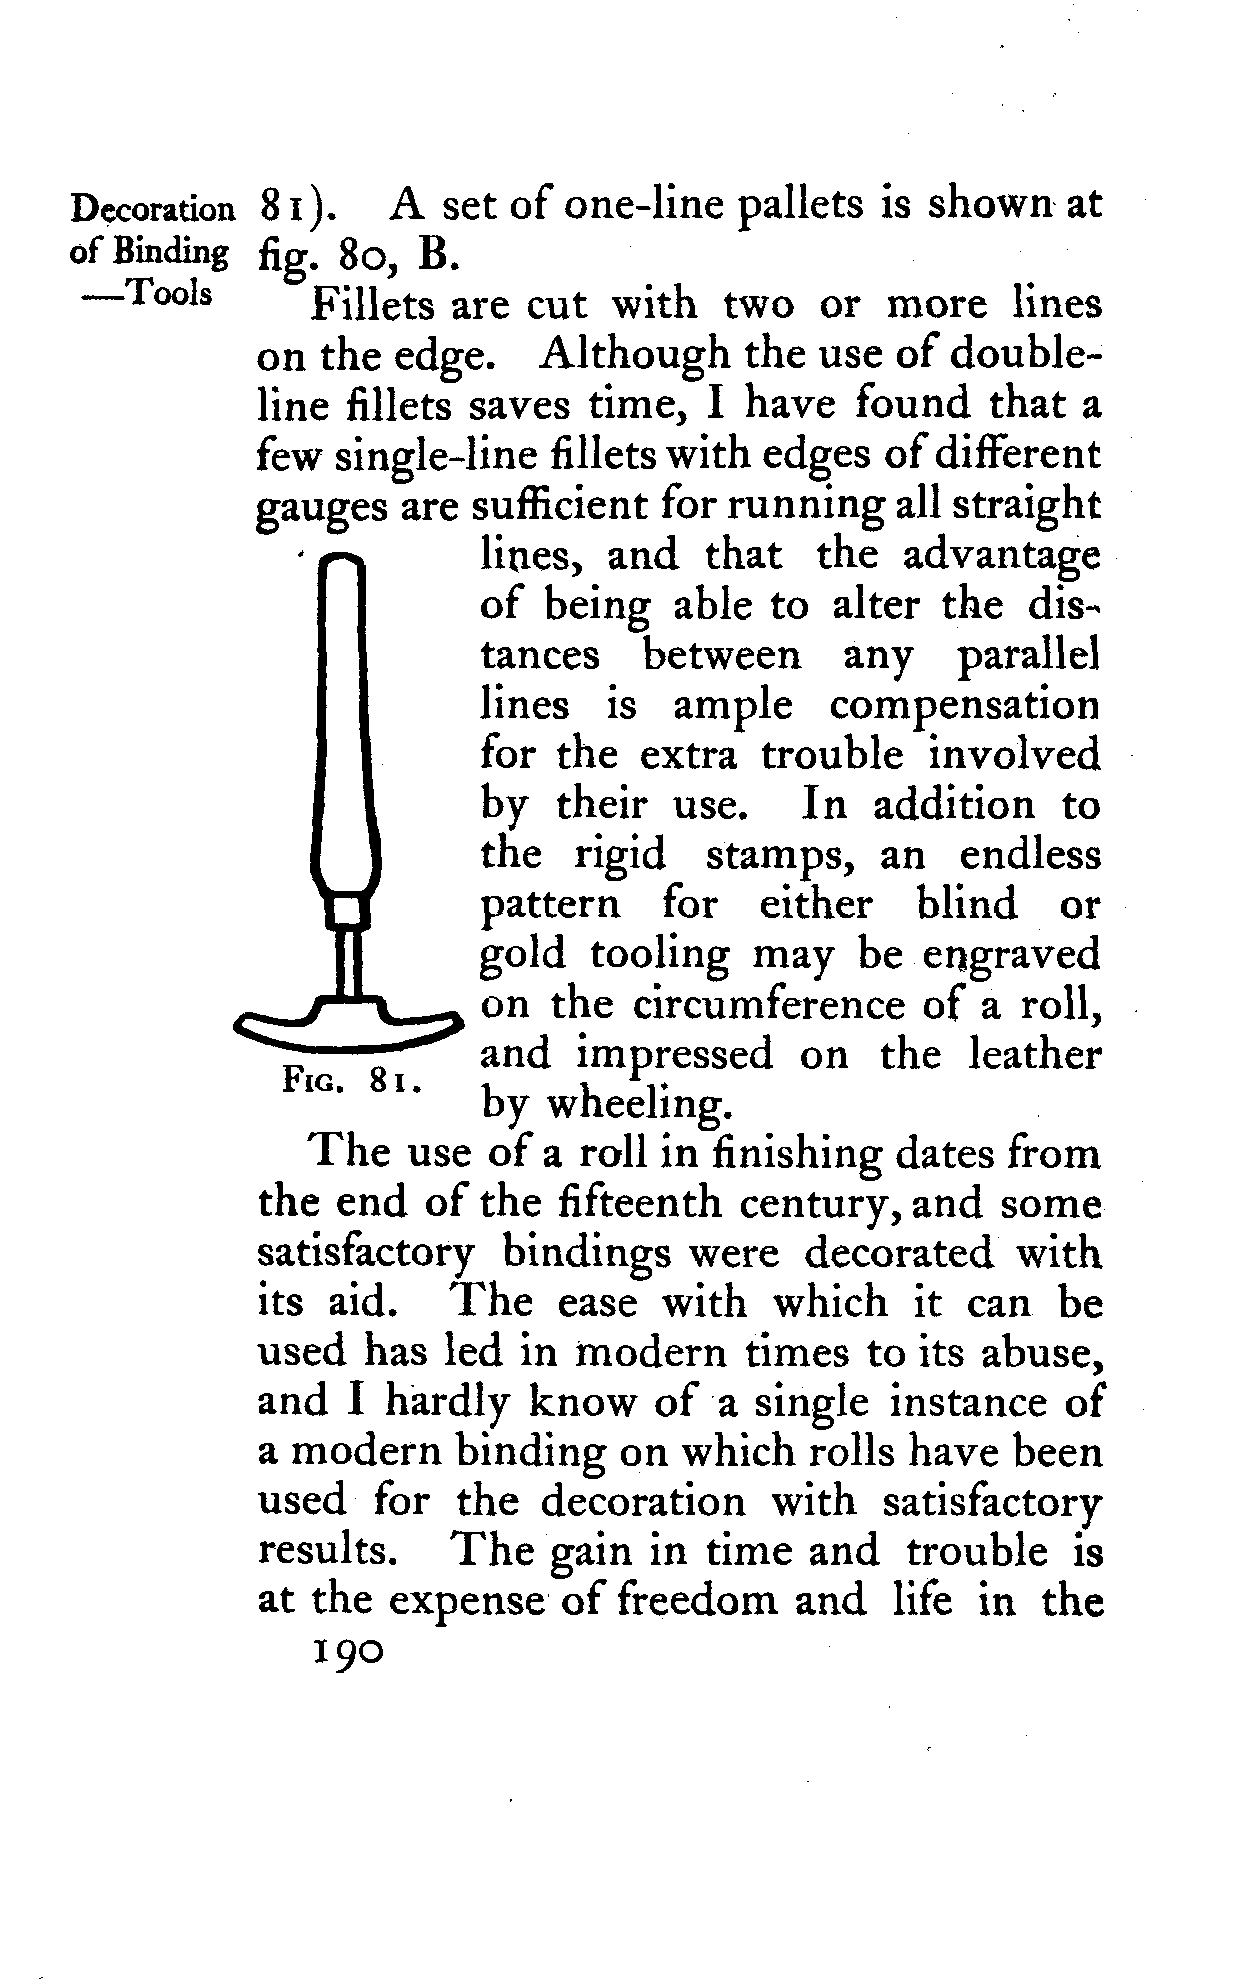 Decoration
of Binding
—Tools
81). A set of one-line pallets is shown at
fig. 80, B.
Fillets are cut with two or more lines
on the edge. Although the use of double-
line fillets saves time, I have found that a
few single-line fillets with edges of different
gauges are sufficient for running all straight
lines, and that the advantage
of being able to alter the dis-
tances between any parallel
lines is ample compensation
for the extra trouble involved
by their use. In addition to
the rigid stamps, an endless
pattern for either blind or
gold tooling may be engraved
on the circumference of a roll,
and impressed on the leather
by wheeling.
FIG. 81.
The use of a roll in finishing dates from
the end of the fifteenth century, and some
satisfactory bindings were decorated with
its aid. The ease with which it can be
used has led in modern times to its abuse,
and I hardly know of a single instance of
a modern binding on which rolls have been
used for the decoration with satisfactory
results. The gain in time and trouble is
at the expense of freedom and life in the
190